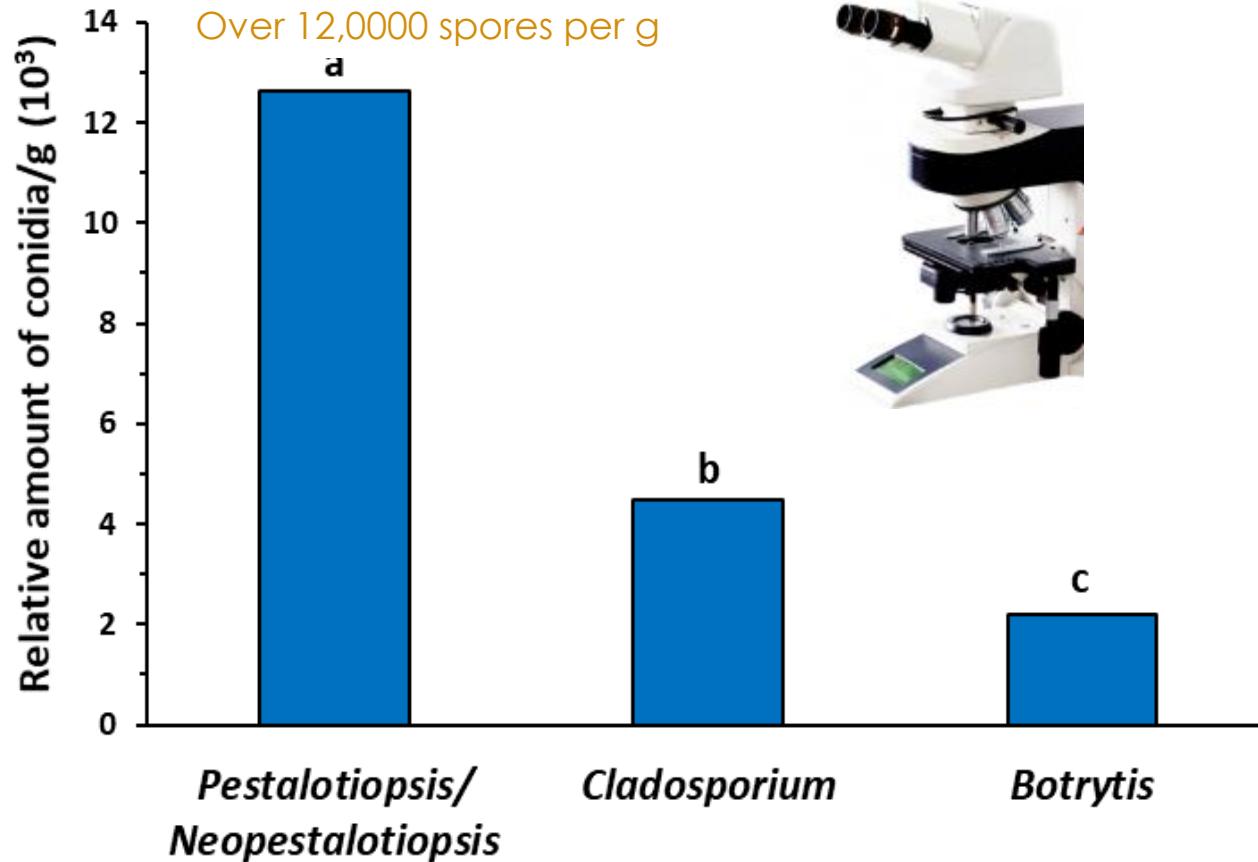 Over 12,0000 spores per g
Relative amount of conidia/g (10³)
14
12
10
8
6
4
2
0
a
b
c
Pestalotiopsis/
Neopestalotiopsis
Cladosporium
Botrytis